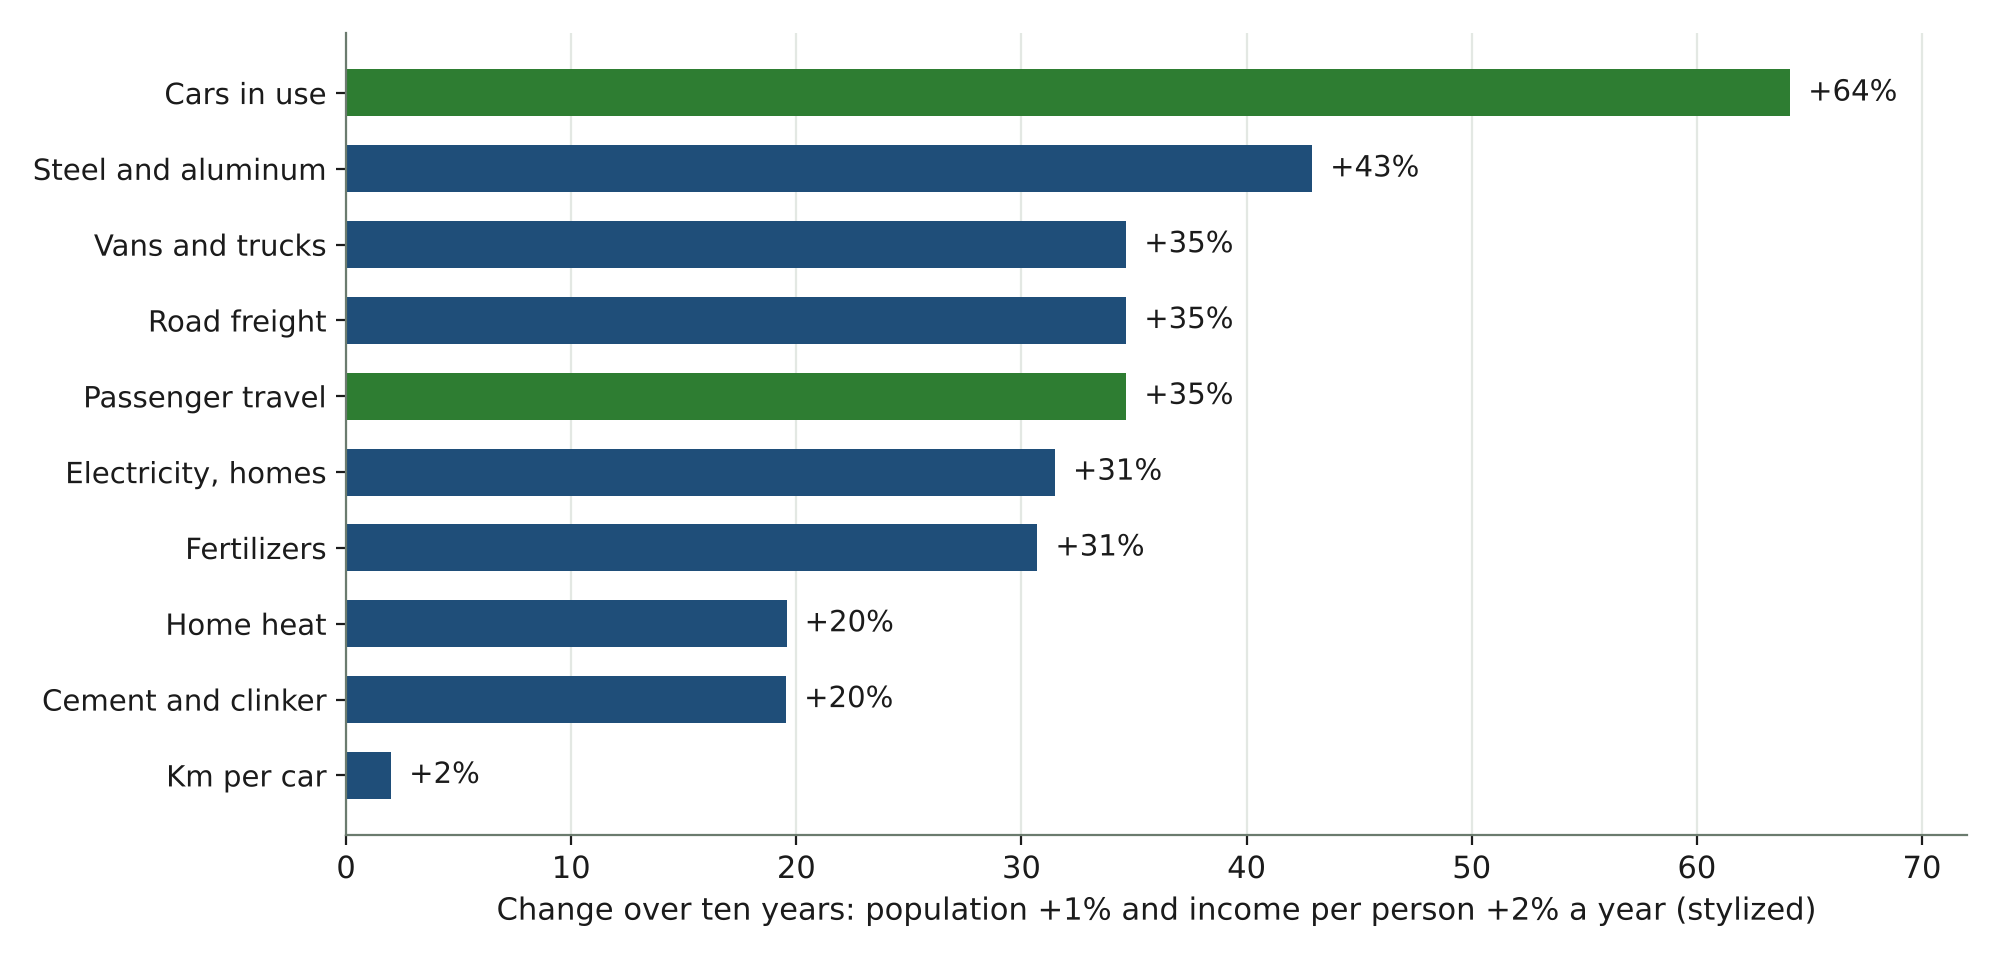 Cars in use +64%
Steel and aluminum +43%
Vans and trucks +35%
Road freight +35%
Passenger travel +35%
Electricity, homes +31%
Fertilizers +31%
Home heat +20%
Cement and clinker +20%
Km per car +2%
0 10 20 30 40 50 60 70
Change over ten years: population +1% and income per person +2% a year (stylized)